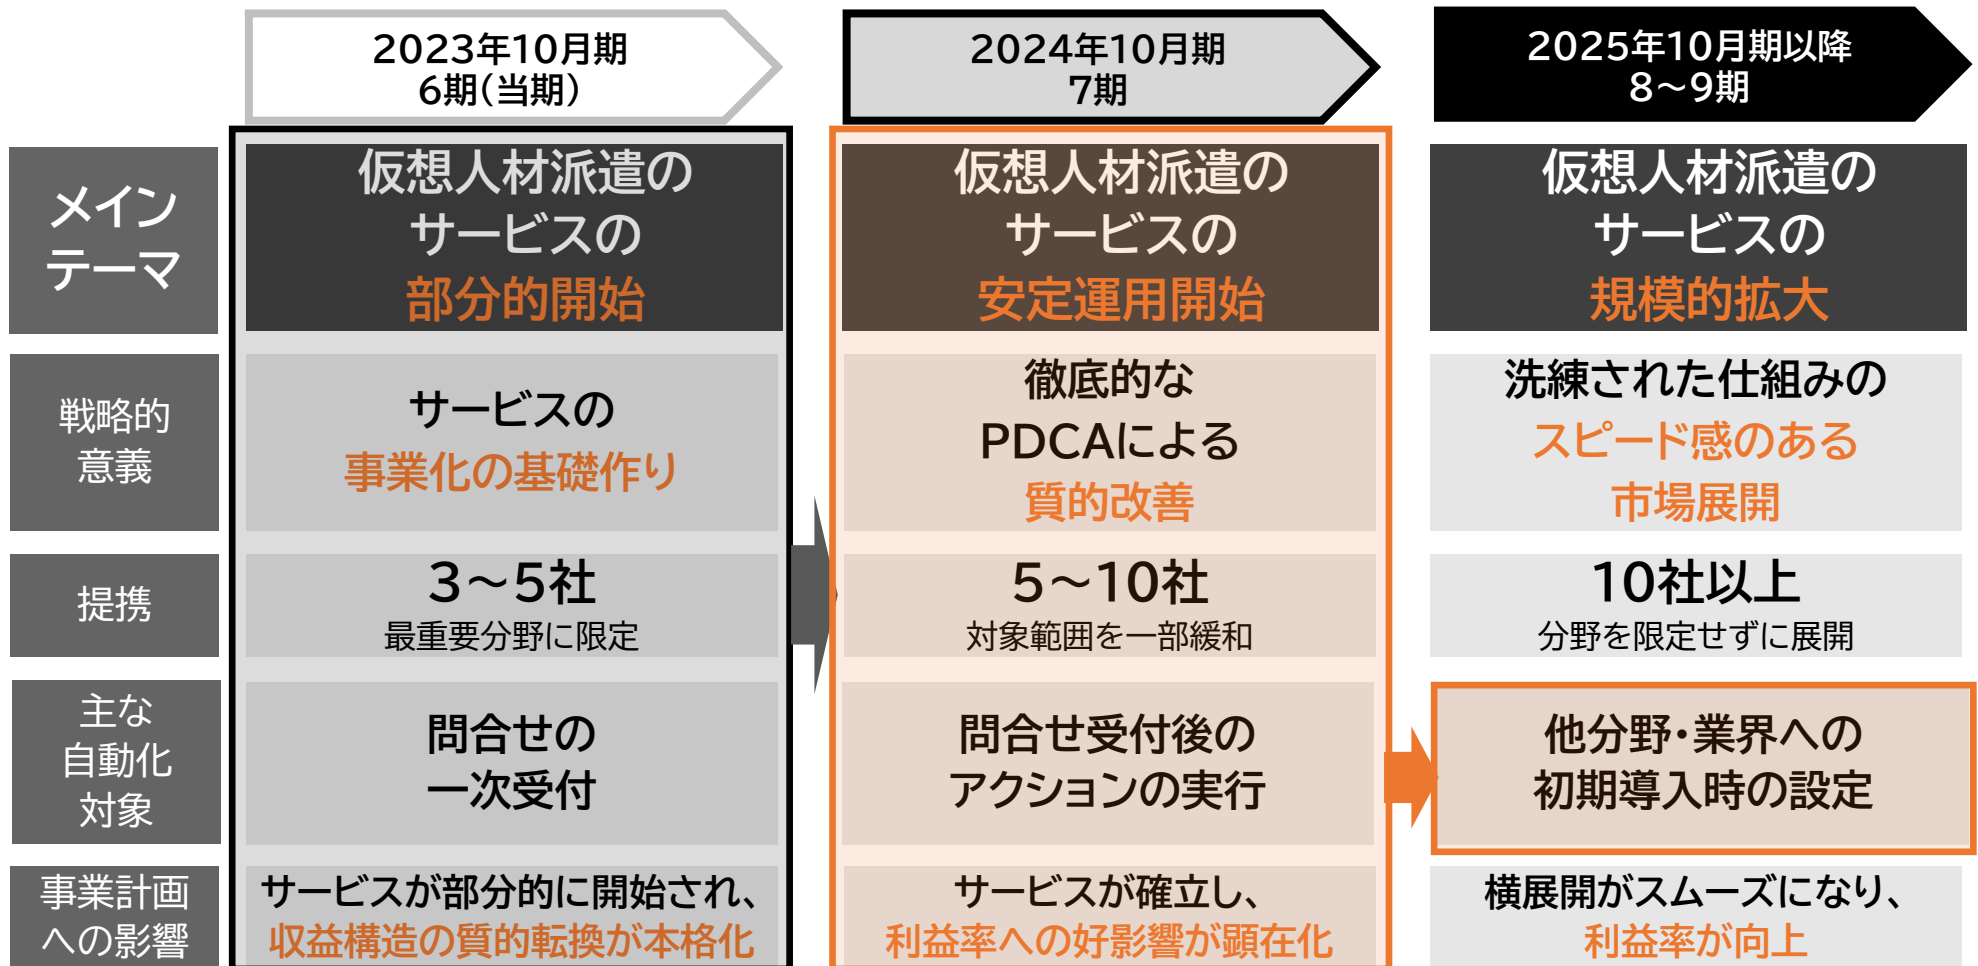 2023年10月期
6期(当期)
2024年10月期
7期
2025年10月期以降
8～9期
メイン
テーマ
仮想人材派遣の
サービスの
部分的開始
仮想人材派遣の
サービスの
安定運用開始
仮想人材派遣の
サービスの
規模的拡大
戦略的
意義
サービスの
事業化の基礎作り
徹底的な
PDCAによる
質的改善
洗練された仕組みの
スピード感のある
市場展開
提携
3～5社
最重要分野に限定
5～10社
対象範囲を一部緩和
10社以上
分野を限定せずに展開
主な
自動化
対象
問合せの
一次受付
問合せ受付後の
アクションの実行
他分野・業界への
初期導入時の設定
事業計画
への影響
サービスが部分的に開始され、
収益構造の質的転換が本格化
サービスが確立し、
利益率への好影響が顕在化
横展開がスムーズになり、
利益率が向上